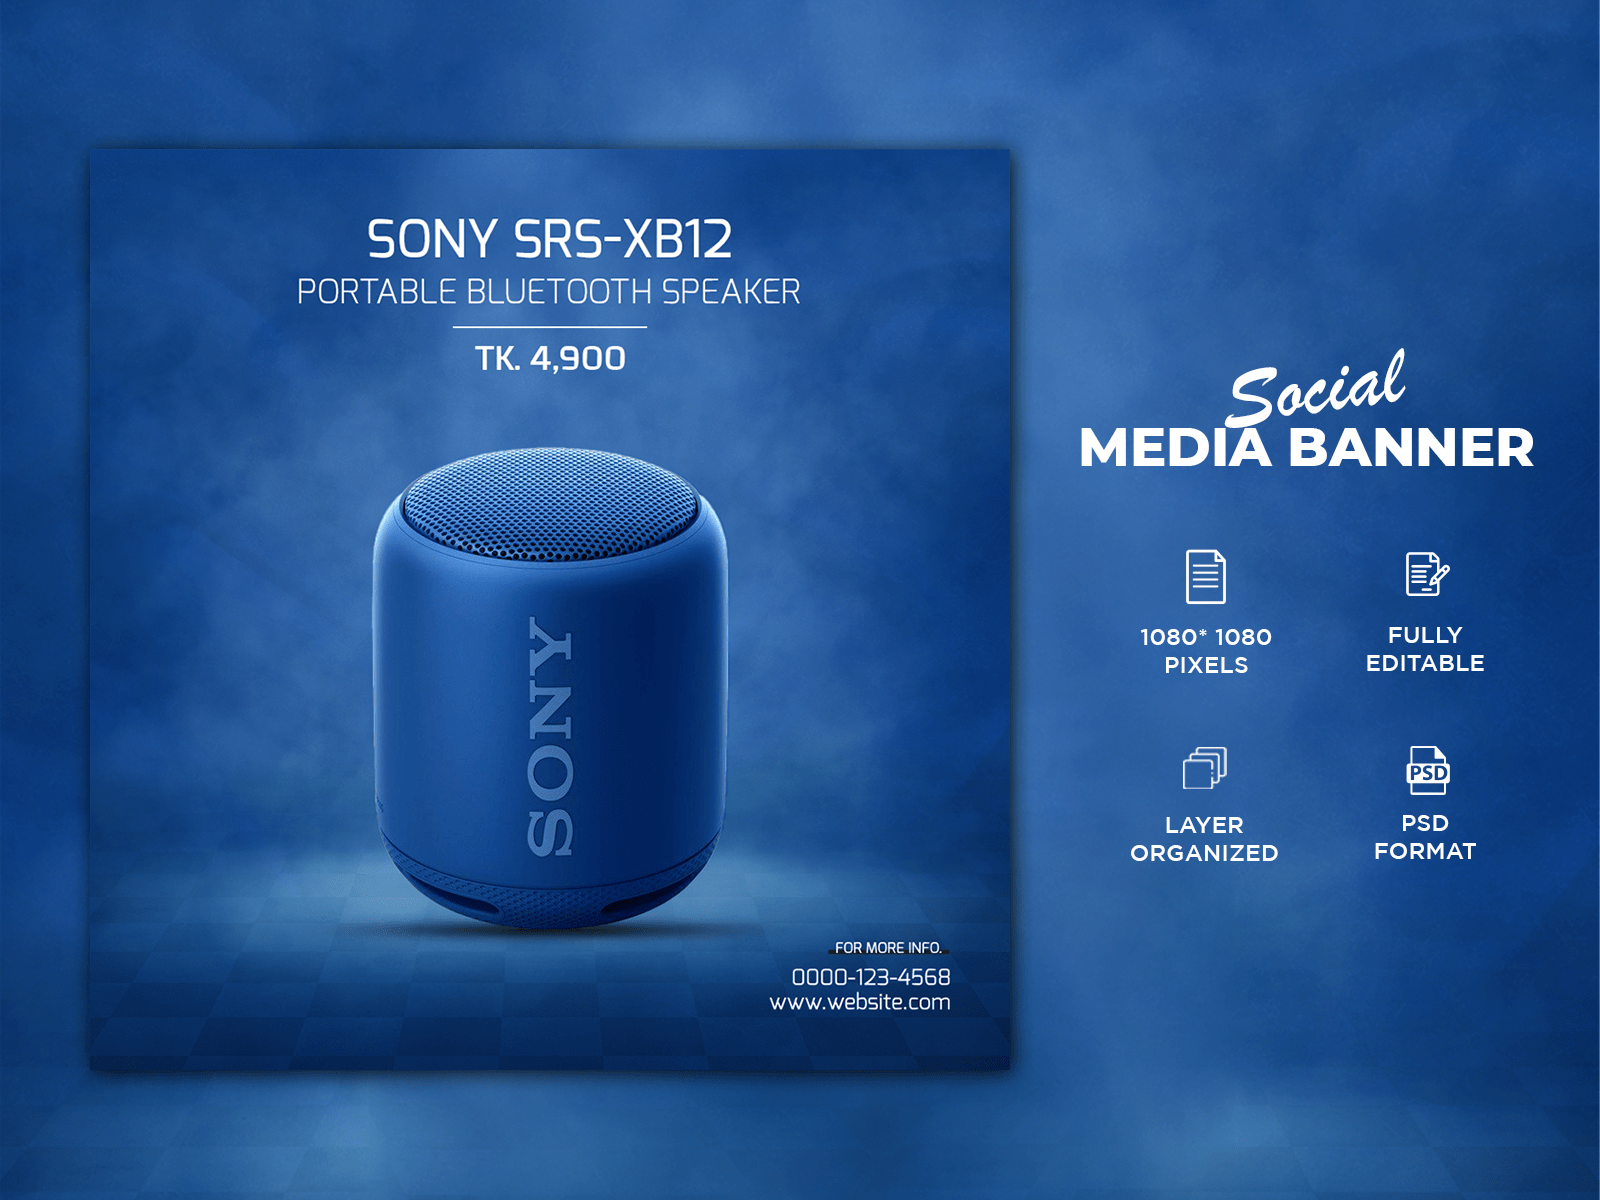 SONY SRS-XB12
PORTABLE BLUETOOTH SPEAKER
TK. 4,900
SONY
FOR MORE INFO.
0000-123-4568
www.website.com
Social
MEDIA BANNER
1080* 1080
PIXELS
FULLY
EDITABLE
LAYER
ORGANIZED
PSD
PSD
FORMAT